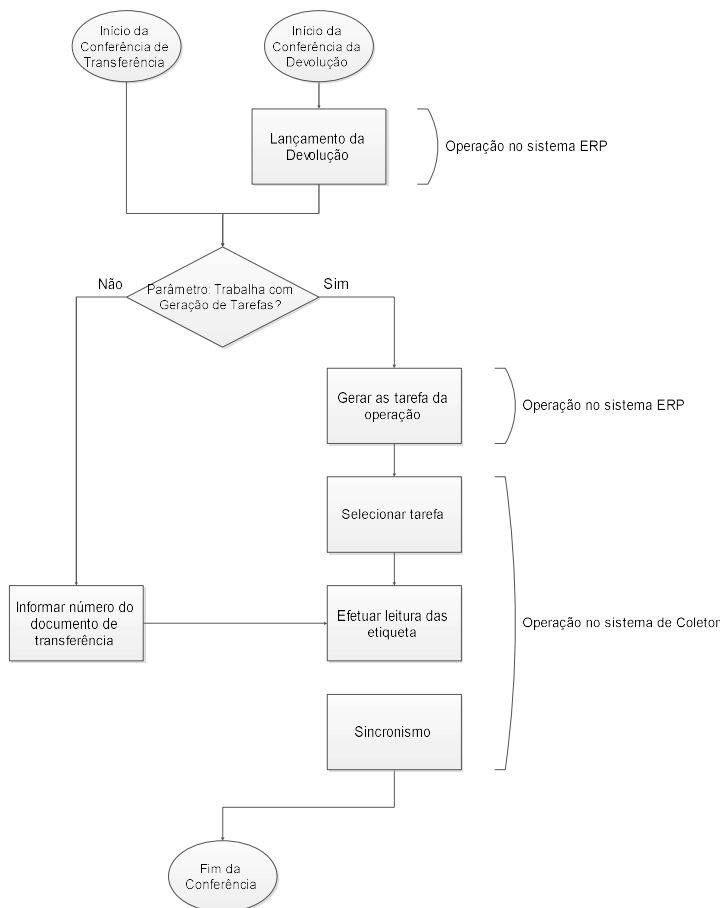 Início da
Conferência de
Transferência
Início da
Conferência da
Devolução
Lançamento da
Devolução
Operação no sistema ERP
Não
Parâmetro: Trabalha com
Geração de Tarefas?
Sim
Gerar as tarefa da
operação
Operação no sistema ERP
Selecionar tarefa
Informar número do
documento de
transferência
Efetuar leitura das
etiqueta
Operação no sistema de Coletor
Sincronismo
Fim da
Conferência